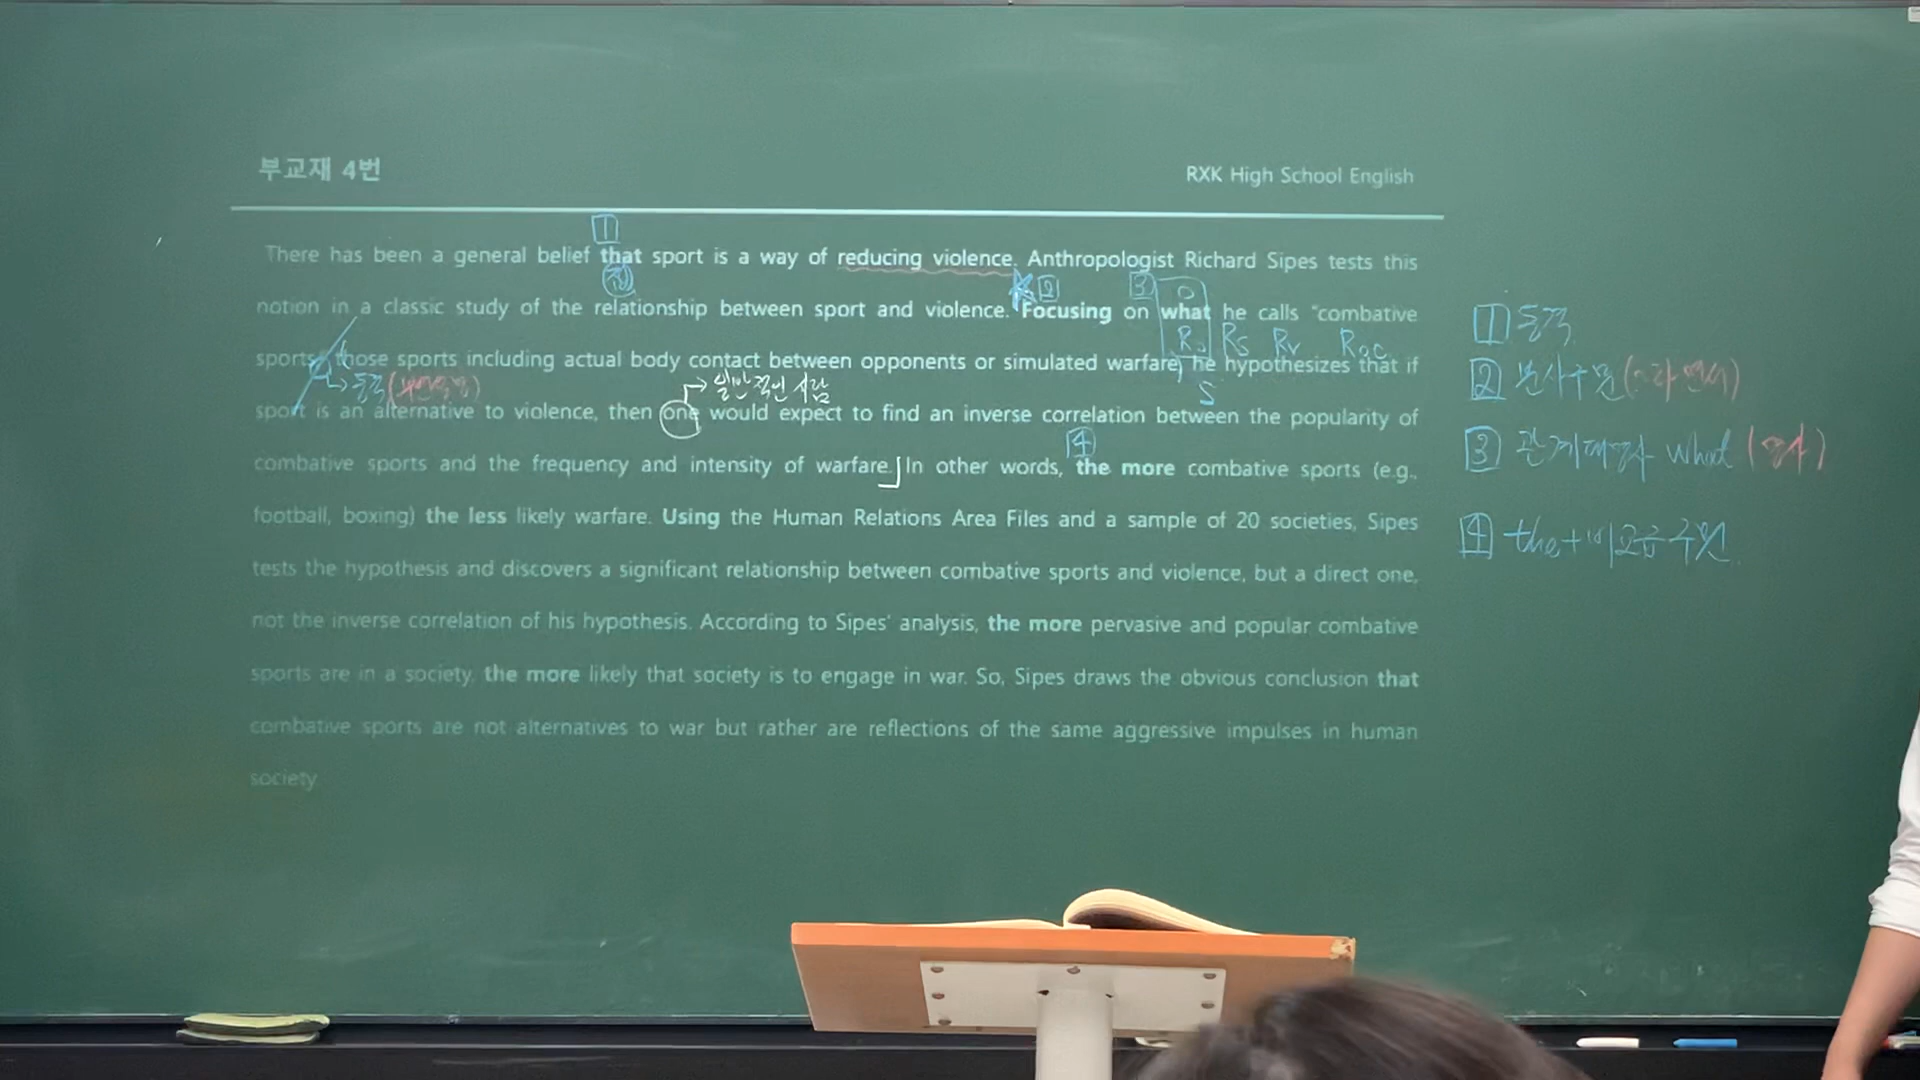 부교재 4번
RXK High School English
1
There has been a general belief that sport is a way of reducing violence. Anthropologist Richard Sipes tests this
2 3 O
notion in a classic study of the relationship between sport and violence. Focusing on what he calls "combative
Rs Rv Roc
sports, those sports including actual body contact between opponents or simulated warfare, he hypothesizes that if
동격
일반적인 사람
S
sport is an alternative to violence, then one would expect to find an inverse correlation between the popularity of
4
combative sports and the frequency and intensity of warfare. In other words, the more combative sports (e.g.,
football, boxing) the less likely warfare. Using the Human Relations Area Files and a sample of 20 societies, Sipes
tests the hypothesis and discovers a significant relationship between combative sports and violence, but a direct one,
not the inverse correlation of his hypothesis. According to Sipes' analysis, the more pervasive and popular combative
sports are in a society, the more likely that society is to engage in war. So, Sipes draws the obvious conclusion that
combative sports are not alternatives to war but rather are reflections of the same aggressive impulses in human
society.
1 동격
2 분사구문
3 관계대명사 what (명사)
4 the+비교급 구문